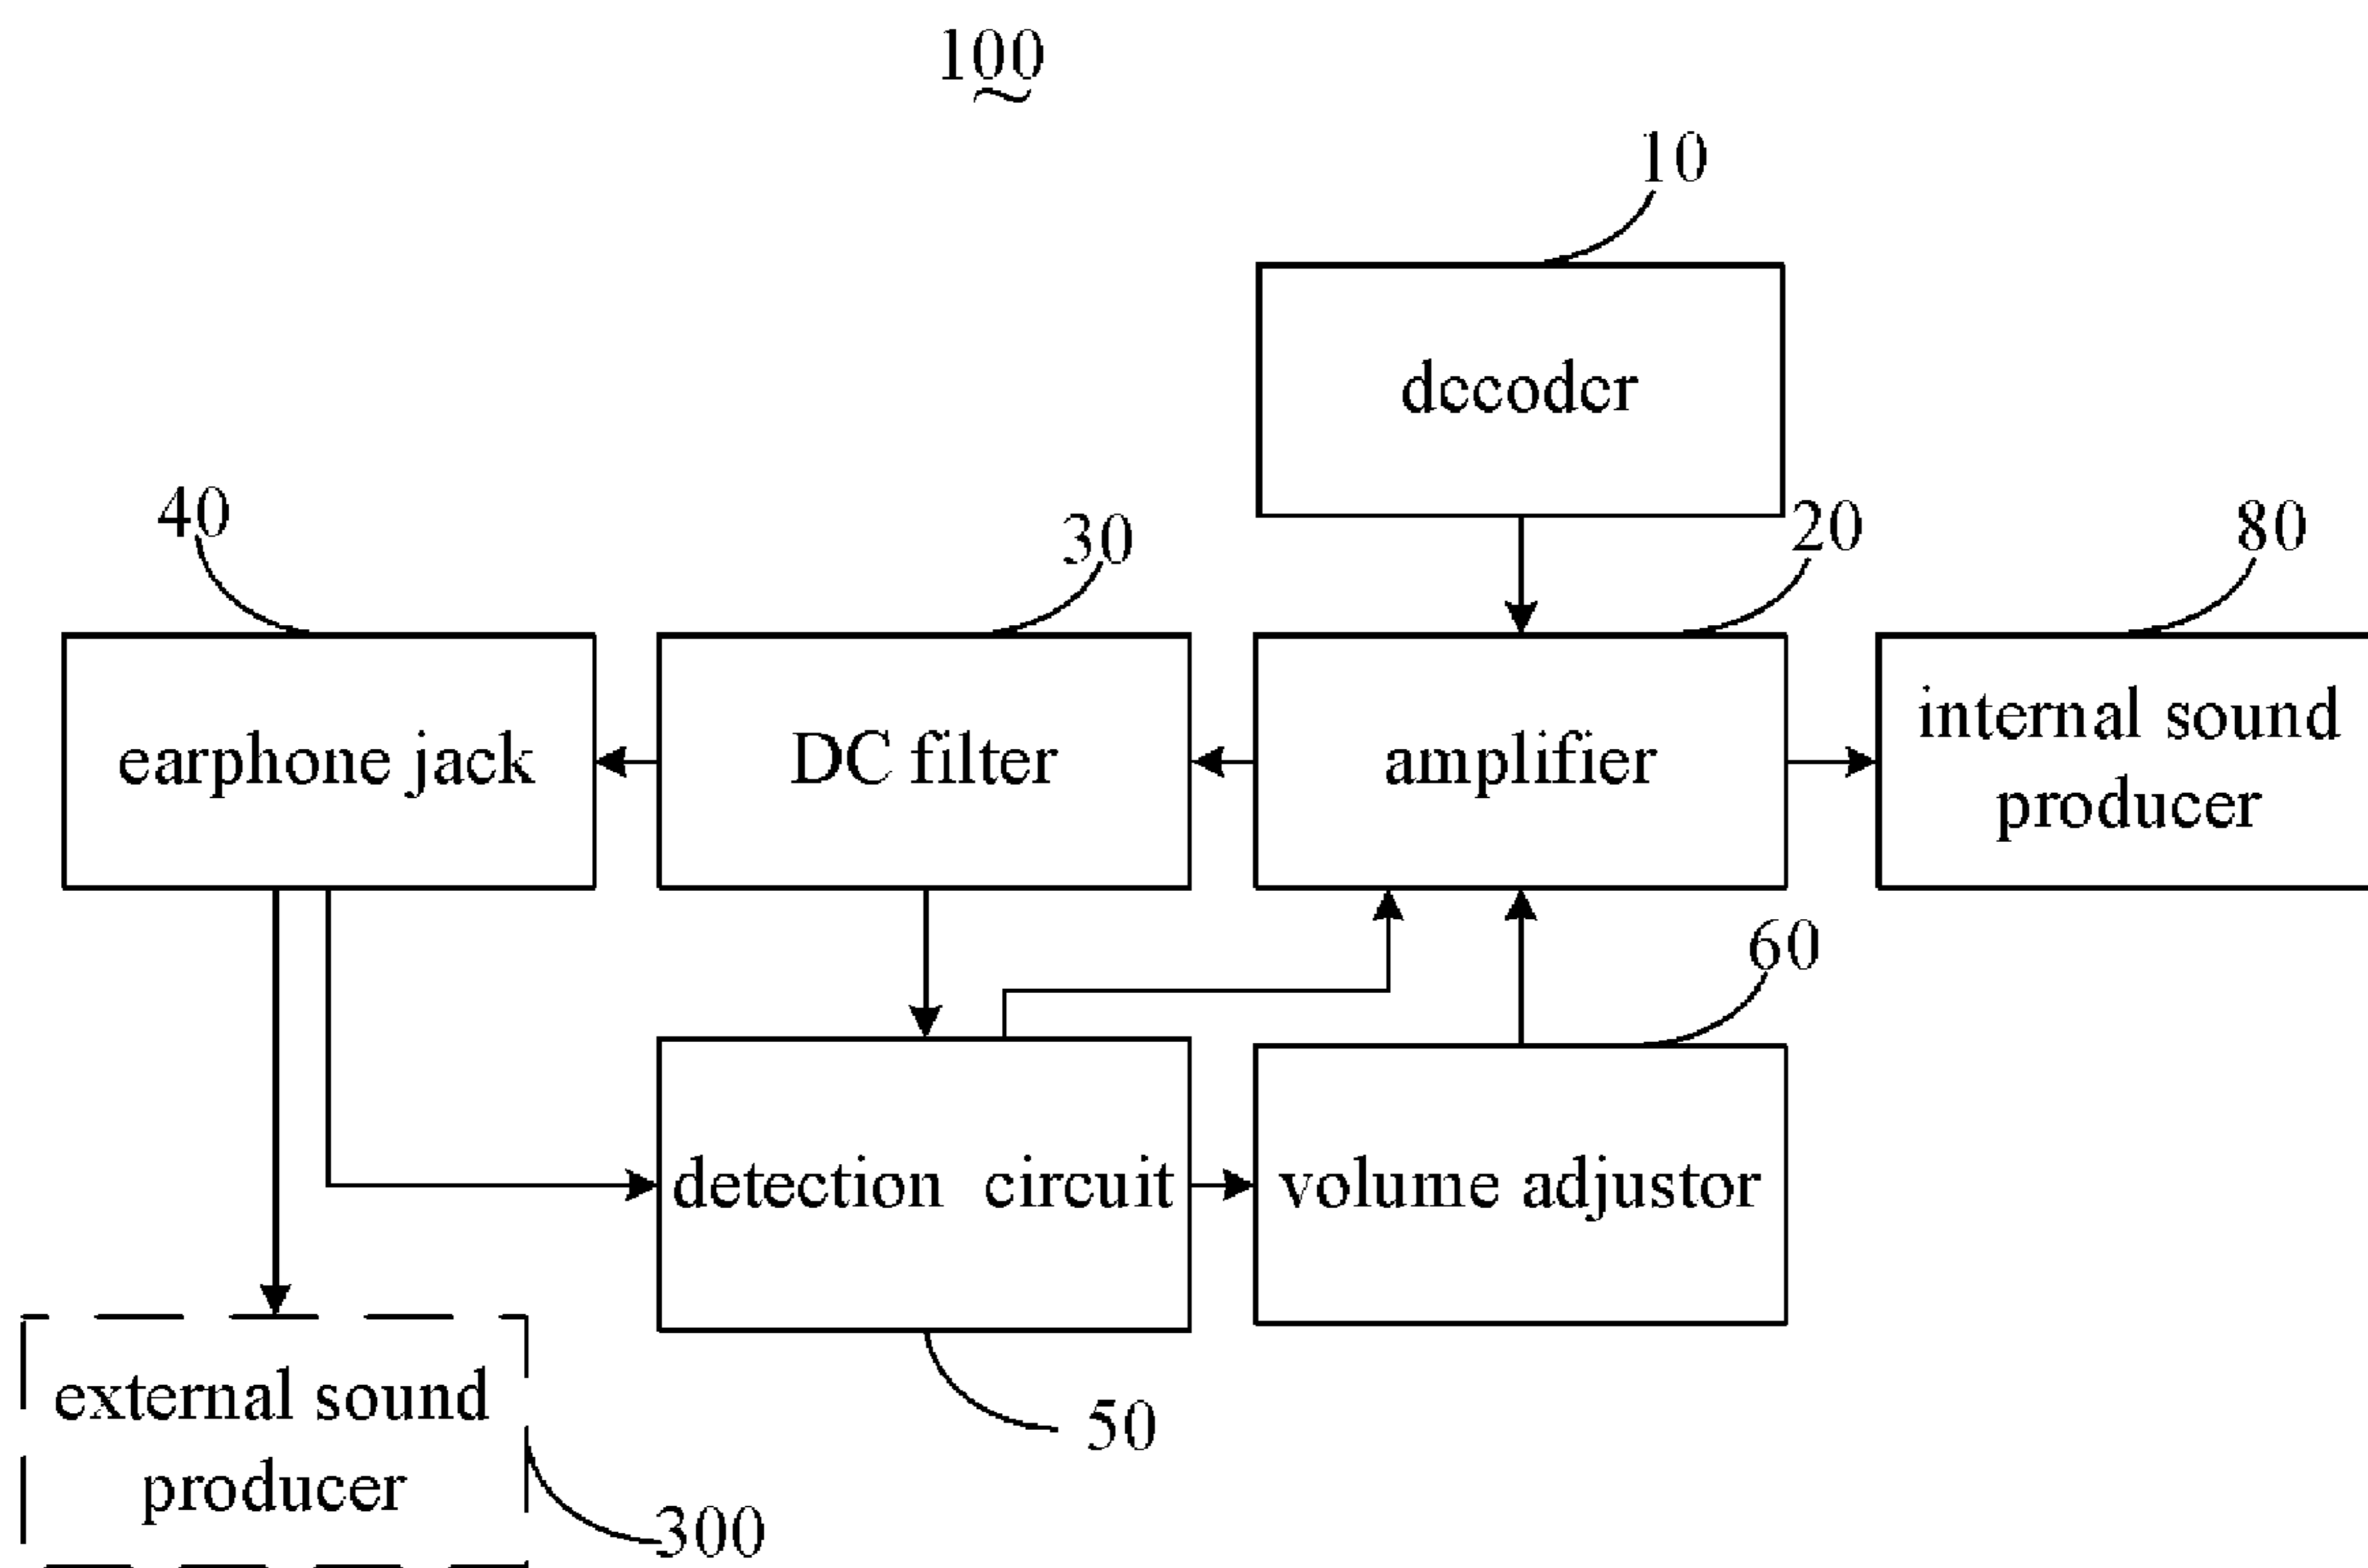 100
10
decoder
40
30
20
80
earphone jack
DC filter
amplifier
internal sound
producer
60
detection circuit
volume adjustor
external sound
producer
50
300